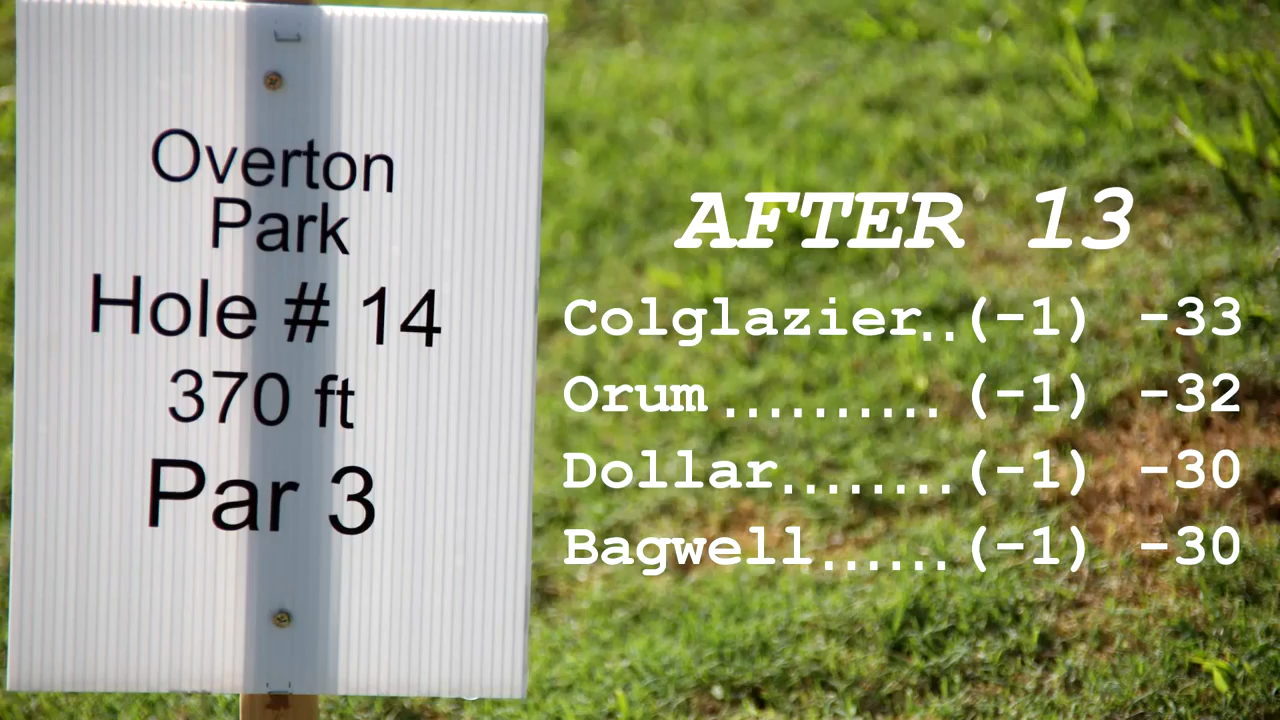 Overton
Park
Hole # 14
370 ft
Par 3
AFTER 13
Colglazier..(-1) -33
Orum .......... (-1) -32
Dollar........(-1) -30
Bagwell......(-1) -30